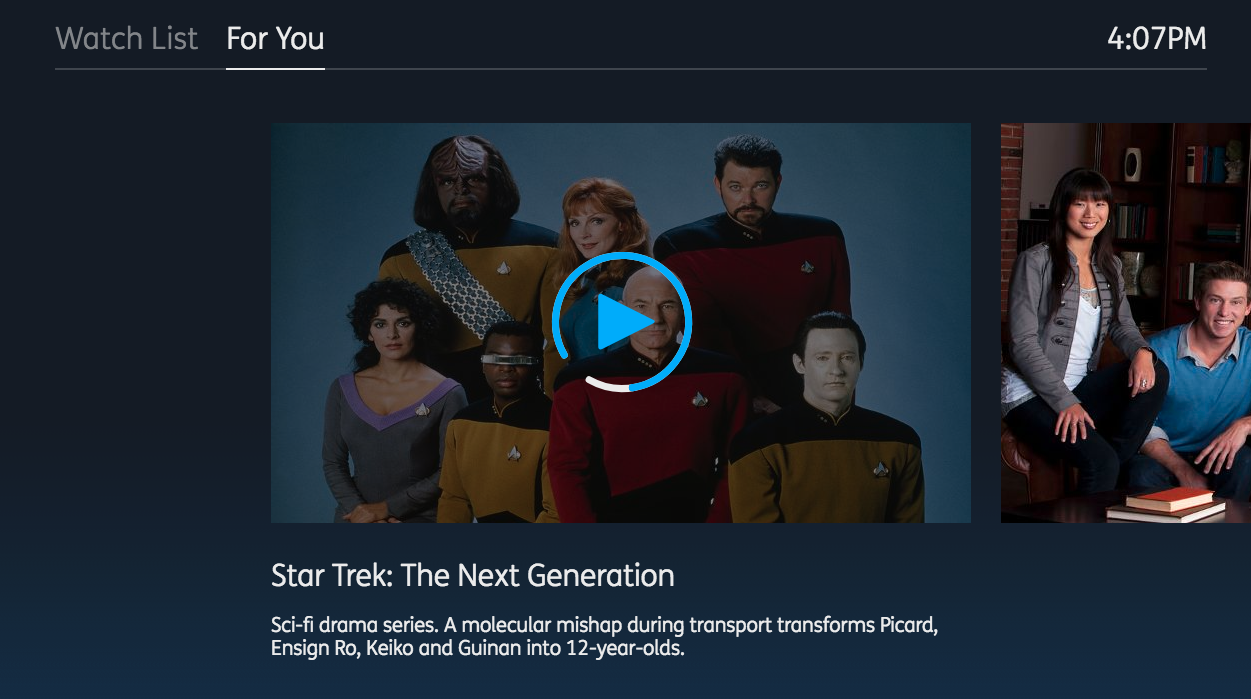 Watch List For You 4:07PM
Star Trek: The Next Generation
Sci-fi drama series. A molecular mishap during transport transforms Picard,
Ensign Ro, Keiko and Guinan into 12-year-olds.